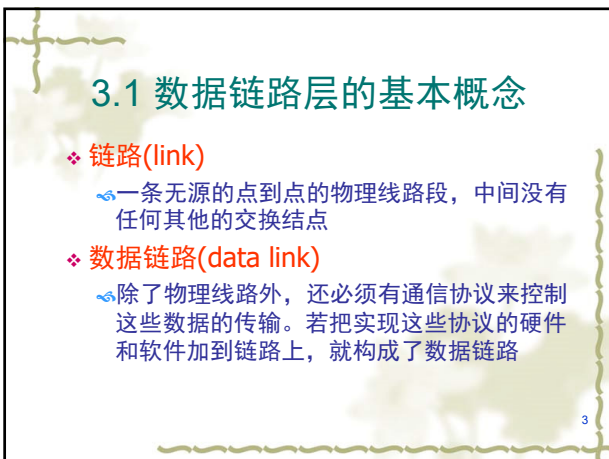 3.1 数据链路层的基本概念
链路(link)
一条无源的点到点的物理线路段，中间没有
任何其他的交换结点
数据链路(data link)
除了物理线路外，还必须有通信协议来控制
这些数据的传输。若把实现这些协议的硬件
和软件加到链路上，就构成了数据链路
3